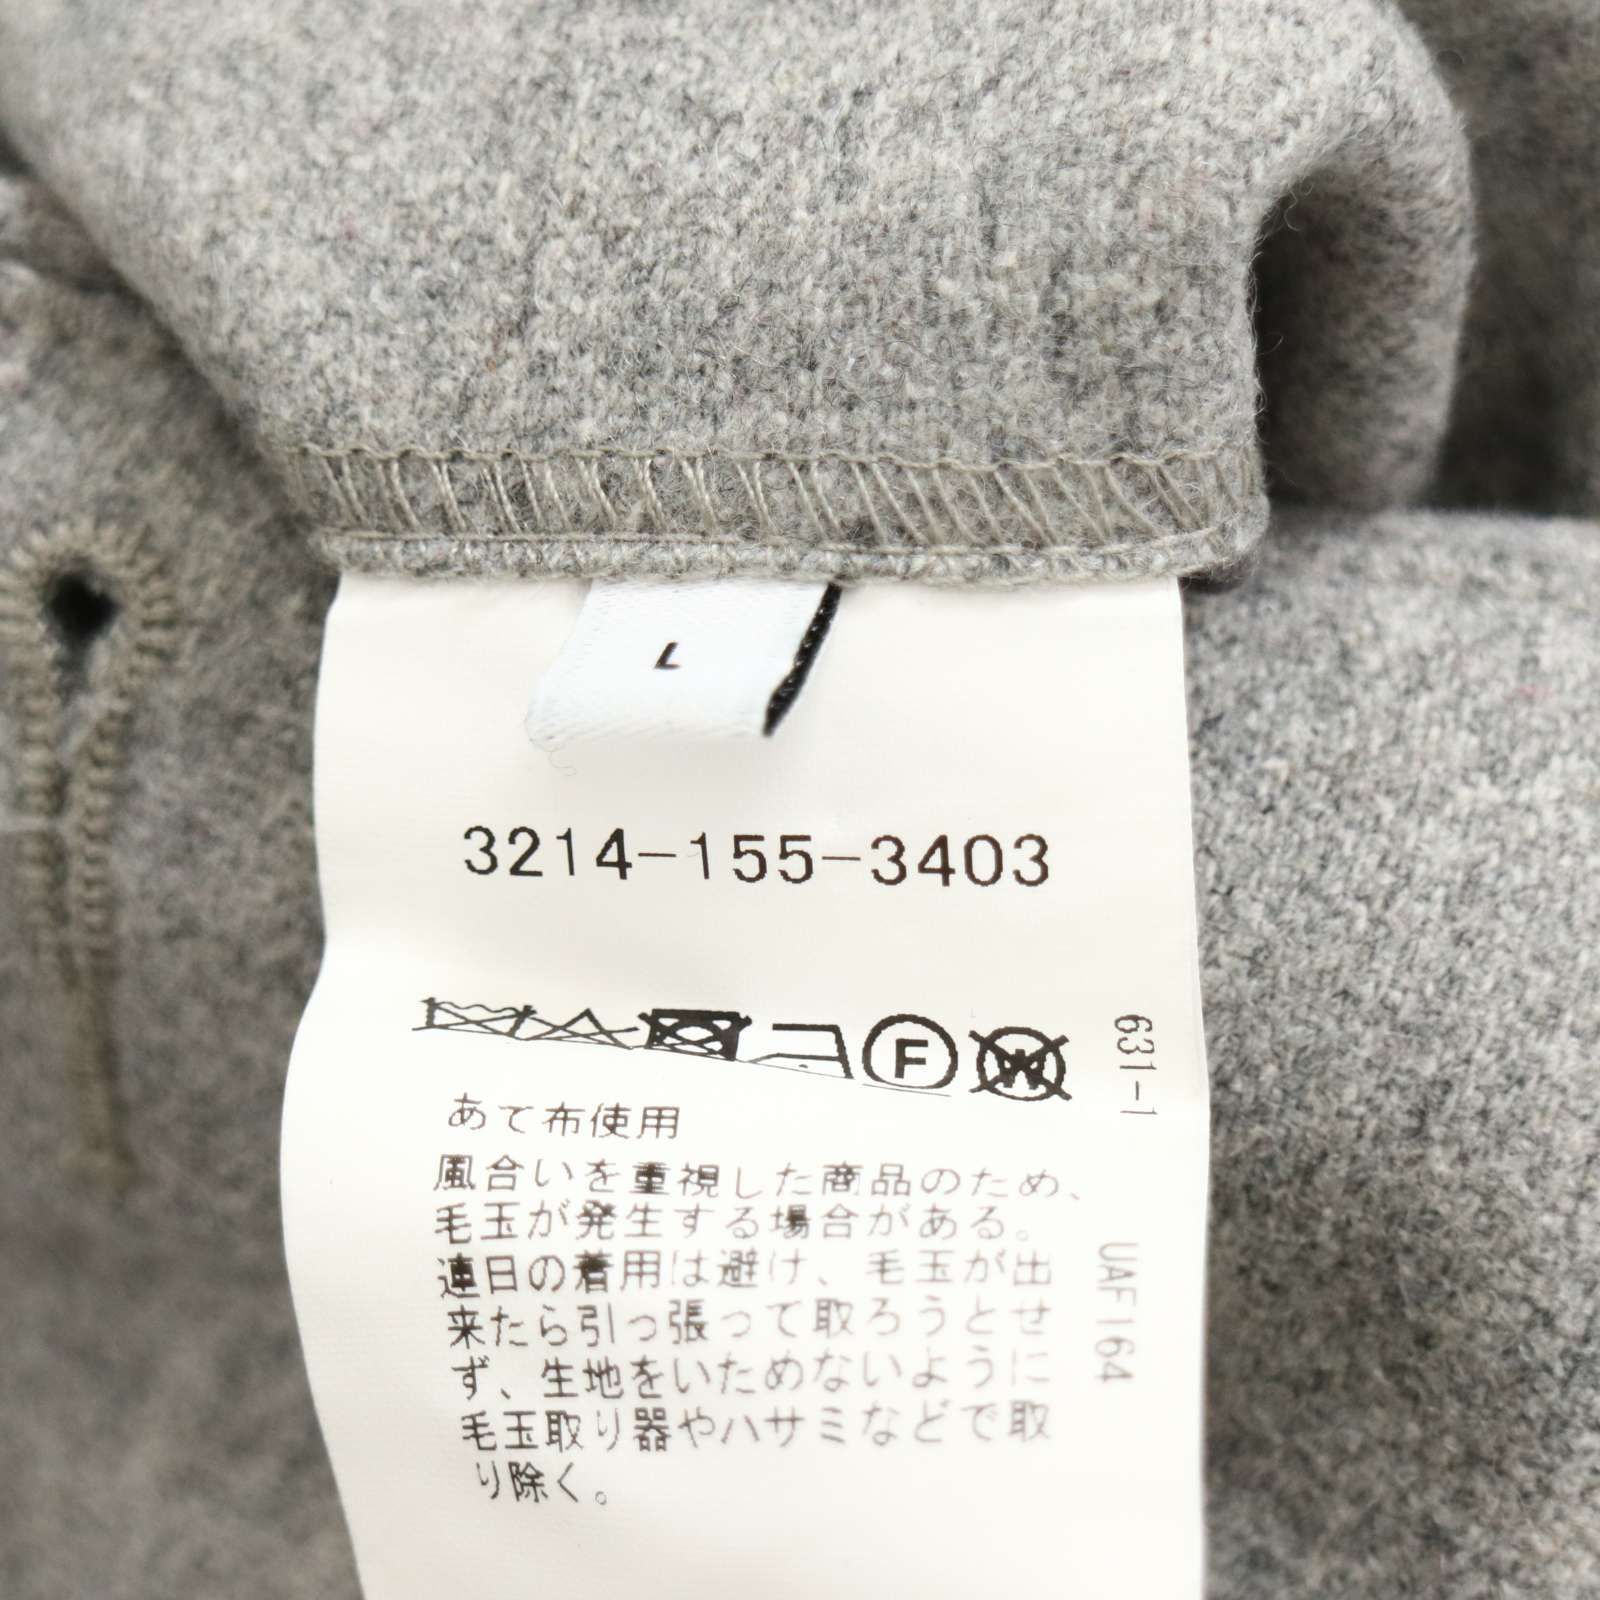 L
3214-155-3403
F
W
631-1
あて布使用
風合いを重視した商品のため、
毛玉が発生する場合がある。
連日の着用は避け、毛玉が出
来たら引っ張って取ろうとせ
ず、生地をいためないように
毛玉取り器やハサミなどで取
り除く。
UAF164